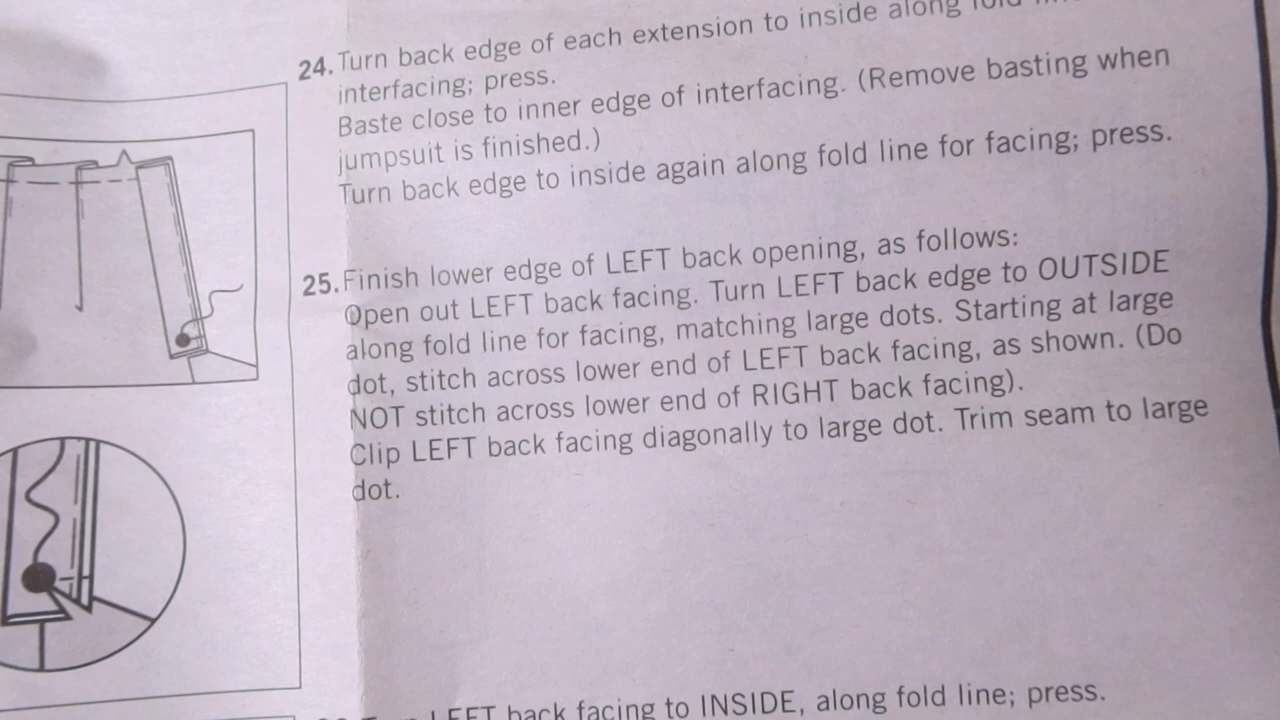 24. Turn back edge of each extension to inside along fold line
interfacing; press.
Baste close to inner edge of interfacing. (Remove basting when
jumpsuit is finished.)
Turn back edge to inside again along fold line for facing; press.
25. Finish lower edge of LEFT back opening, as follows:
Open out LEFT back facing. Turn LEFT back edge to OUTSIDE
along fold line for facing, matching large dots. Starting at large
dot, stitch across lower end of LEFT back facing, as shown. (Do
NOT stitch across lower end of RIGHT back facing).
Clip LEFT back facing diagonally to large dot. Trim seam to large
dot.
LEFT back facing to INSIDE, along fold line; press.